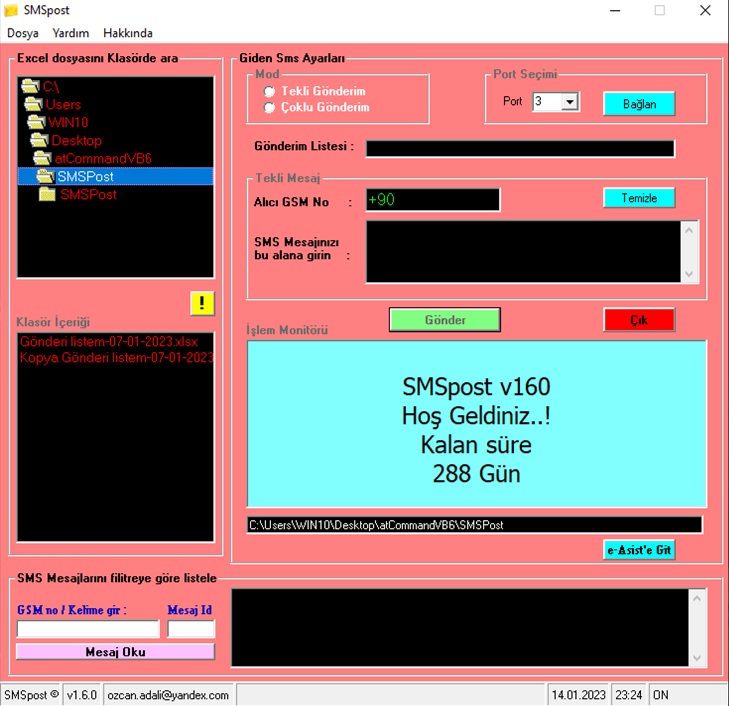 SMSpost
Dosya Yardım Hakkında
Excel dosyasını Klasörde ara
C:\
Users
WIN10
Desktop
atCommandVB6
SMSPost
SMSPost
!
Klasör İçeriği
Gönderi listem-07-01-2023.xlsx
Kopya Gönderi listem-07-01-2023
Giden Sms Ayarları
Mod
Tekli Gönderim
Çoklu Gönderim
Port Seçimi
Port 3 Bağlan
Gönderim Listesi :
Tekli Mesaj
Alıcı GSM No : +90 Temizle
SMS Mesajınızı
bu alana girin :
Gönder Çık
İşlem Monitörü
SMSpost v160
Hoş Geldiniz..!
Kalan süre
288 Gün
C:\Users\WIN10\Desktop\atCommandVB6\SMSPost
e-Asist'e Git
SMS Mesajlarını filitreye göre listele
GSM no / Kelime gir : Mesaj Id
Mesaj Oku
SMSpost © v1.6.0 ozcan.adali@yandex.com 14.01.2023 23:24 ON